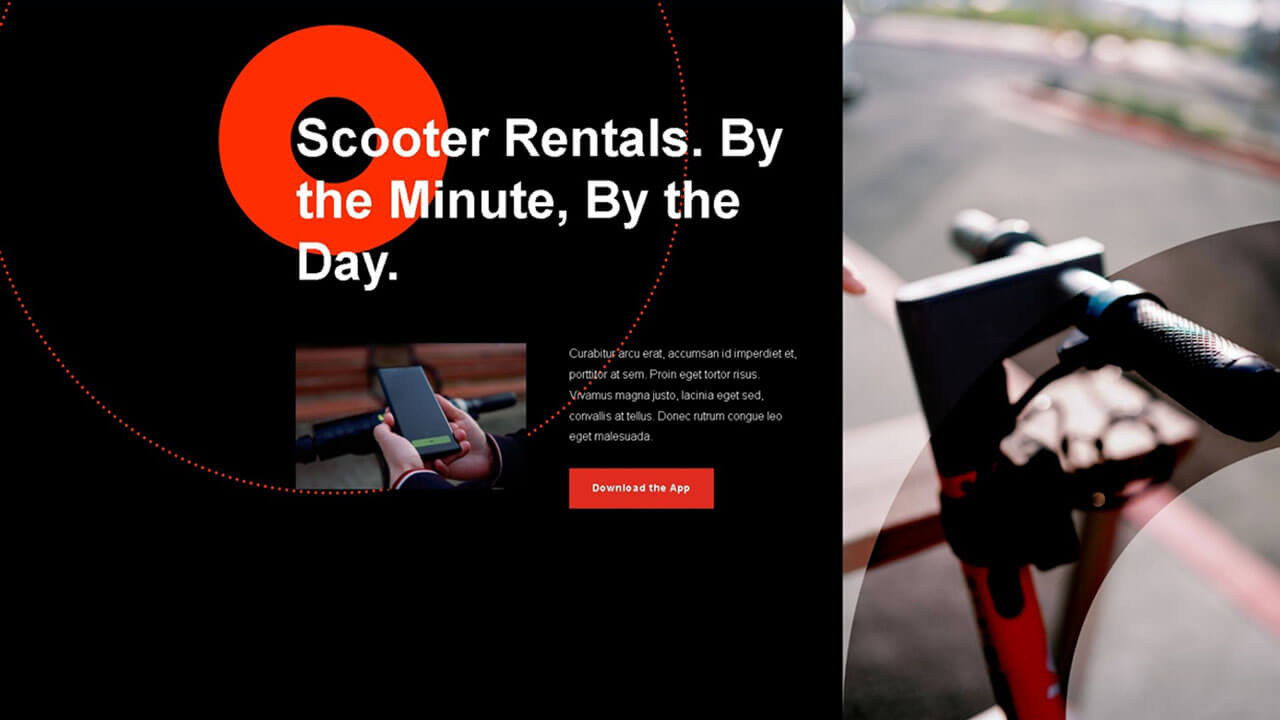 Scooter Rentals. By
the Minute, By the
Day.
Curabitur arcu erat, accumsan id imperdiet et,
porttitor at sem. Proin eget tortor risus.
Vivamus magna justo, lacinia eget sed,
convallis at tellus. Donec rutrum congue leo
eget malesuada.
Download the App